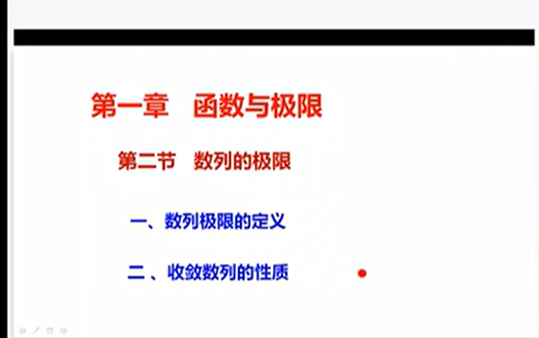 第一章 函数与极限
第二节 数列的极限
一、数列极限的定义
二、收敛数列的性质